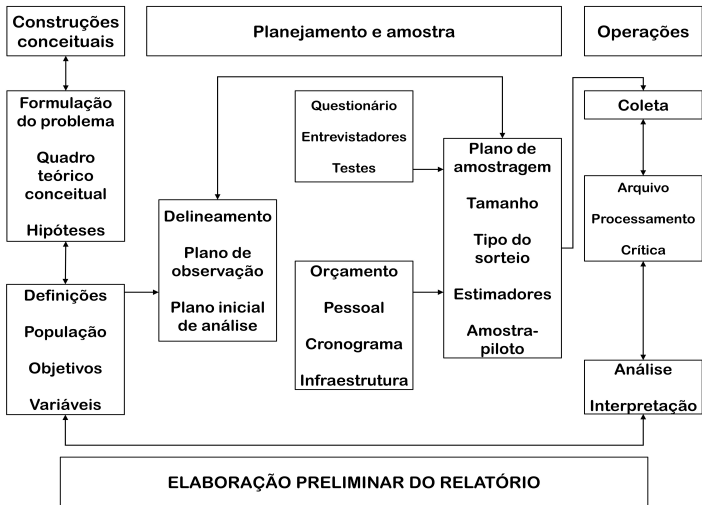 Construções
conceituais
Planejamento e amostra
Operações
Formulação
do problema
Quadro
teórico
conceitual
Hipóteses
Definições
População
Objetivos
Variáveis
Delineamento
Plano de
observação
Plano inicial
de análise
Questionário
Entrevistadores
Testes
Orçamento
Pessoal
Cronograma
Infraestrutura
Plano de
amostragem
Tamanho
Tipo do
sorteio
Estimadores
Amostra-
piloto
Coleta
Arquivo
Processamento
Crítica
Análise
Interpretação
ELABORAÇÃO PRELIMINAR DO RELATÓRIO